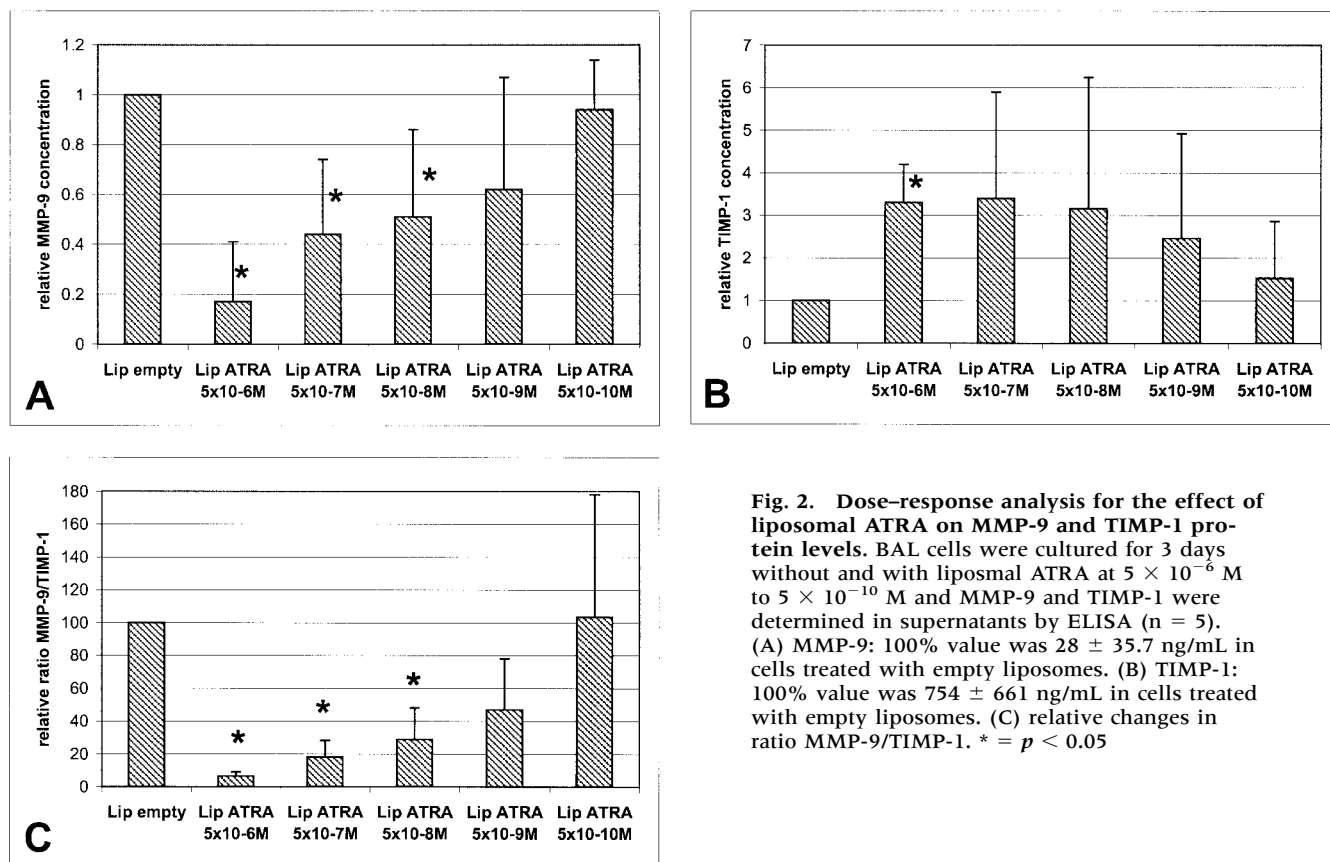 1.2
1
0.8
0.6
0.4
0.2
0
relative MMP-9 concentration
*
*
*
Lip empty Lip ATRA Lip ATRA Lip ATRA Lip ATRA Lip ATRA
5x10-6M 5x10-7M 5x10-8M 5x10-9M 5x10-10M
A
7
6
5
4
3
2
1
0
relative TIMP-1 concentration
*
Lip empty Lip ATRA Lip ATRA Lip ATRA Lip ATRA Lip ATRA
5x10-6M 5x10-7M 5x10-8M 5x10-9M 5x10-10M
B
180
160
140
120
100
80
60
40
20
0
relative ratio MMP-9/TIMP-1
*
*
*
Lip empty Lip ATRA Lip ATRA Lip ATRA Lip ATRA Lip ATRA
5x10-6M 5x10-7M 5x10-8M 5x10-9M 5x10-10M
C
Fig. 2. Dose–response analysis for the effect of
liposomal ATRA on MMP-9 and TIMP-1 pro-
tein levels. BAL cells were cultured for 3 days
without and with liposmal ATRA at 5 × 10⁻⁶ M
to 5 × 10⁻¹⁰ M and MMP-9 and TIMP-1 were
determined in supernatants by ELISA (n = 5).
(A) MMP-9: 100% value was 28 ± 35.7 ng/mL in
cells treated with empty liposomes. (B) TIMP-1:
100% value was 754 ± 661 ng/mL in cells treated
with empty liposomes. (C) relative changes in
ratio MMP-9/TIMP-1. * = p < 0.05